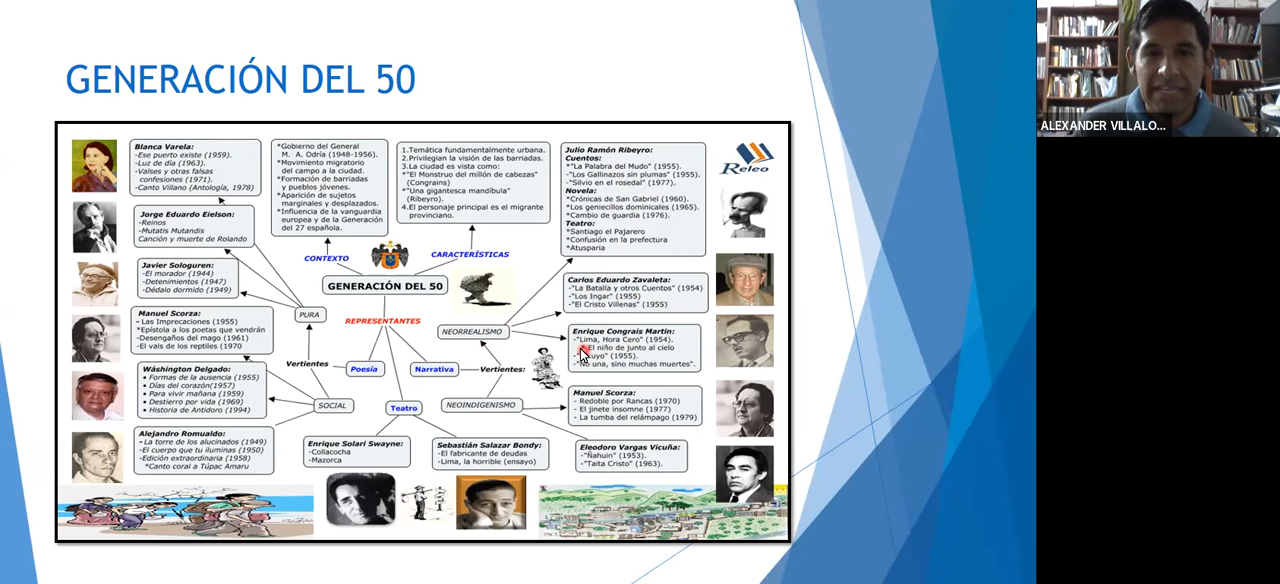 GENERACIÓN DEL 50
Blanca Varela:
-Ese puerto existe (1959).
-Luz de día (1963).
-Valses y otras falsas
confesiones (1971).
-Canto Villano (Antología, 1978)
*Gobierno del General
M. A. Odría (1948-1956).
*Movimiento migratorio
del campo a la ciudad.
*Formación de barriadas
y pueblos jóvenes.
*Aparición de sujetos
marginales y desplazados.
*Influencia de la vanguardia
europea y de la Generación
del 27 española.
1.Temática fundamentalmente urbana.
2.Privilegian la visión de las barriadas.
3.La ciudad es vista como:
*"El Monstruo del millón de cabezas"
(Congrains)
*"Una gigantesca mandíbula"
(Ribeyro).
4.El personaje principal es el migrante
provinciano.
Julio Ramón Ribeyro:
Cuentos:
*"La Palabra del Mudo" (1955).
-"Los Gallinazos sin plumas" (1955).
-"Silvio en el rosedal" (1977).
Novela:
*Crónicas de San Gabriel (1960).
*Los geniecillos dominicales (1965).
*Cambio de guardia (1976).
Teatro:
*Santiago el Pajarero
*Confusión en la prefectura
*Atusparia
Releo
Jorge Eduardo Eielson:
-Reinos
-Mutatis Mutandis
Canción y muerte de Rolando
CONTEXTO
CARACTERÍSTICAS
Javier Sologuren:
-El morador (1944)
-Detenimientos (1947)
-Dédalo dormido (1949)
GENERACIÓN DEL 50
Carlos Eduardo Zavaleta:
-"La Batalla y otros Cuentos" (1954)
-"Los Ingar" (1955)
-"El Cristo Villenas" (1955)
Manuel Scorza:
- Las Imprecaciones (1955)
*Epístola a los poetas que vendrán
-Desengaños del mago (1961)
-El vals de los reptiles (1970
PURA
REPRESENTANTES
NEORREALISMO
Enrique Congrais Martin:
-"Lima, Hora Cero" (1954).
El niño de junto al cielo
(1955).
-"No una, sino muchas muertes".
Vertientes
Poesía
Narrativa
Vertientes:
Wáshington Delgado:
• Formas de la ausencia (1955)
• Días del corazón(1957)
• Para vivir mañana (1959)
• Destierro por vida (1969)
• Historia de Antidoro (1994)
SOCIAL
Teatro
NEOINDIGENISMO
Manuel Scorza:
- Redoble por Rancas (1970)
- El jinete insomne (1977)
- La tumba del relámpago (1979)
Alejandro Romualdo:
- La torre de los alucinados (1949)
-El cuerpo que tu iluminas (1950)
-Edición extraordinaria (1958)
*Canto coral a Túpac Amaru
Enrique Solari Swayne:
-Collacocha
-Mazorca
Sebastián Salazar Bondy:
-El fabricante de deudas
-Lima, la horrible (ensayo)
Eleodoro Vargas Vicuña:
-"Ñahuin" (1953).
-"Taita Cristo" (1963).
ALEXANDER VILLALO...